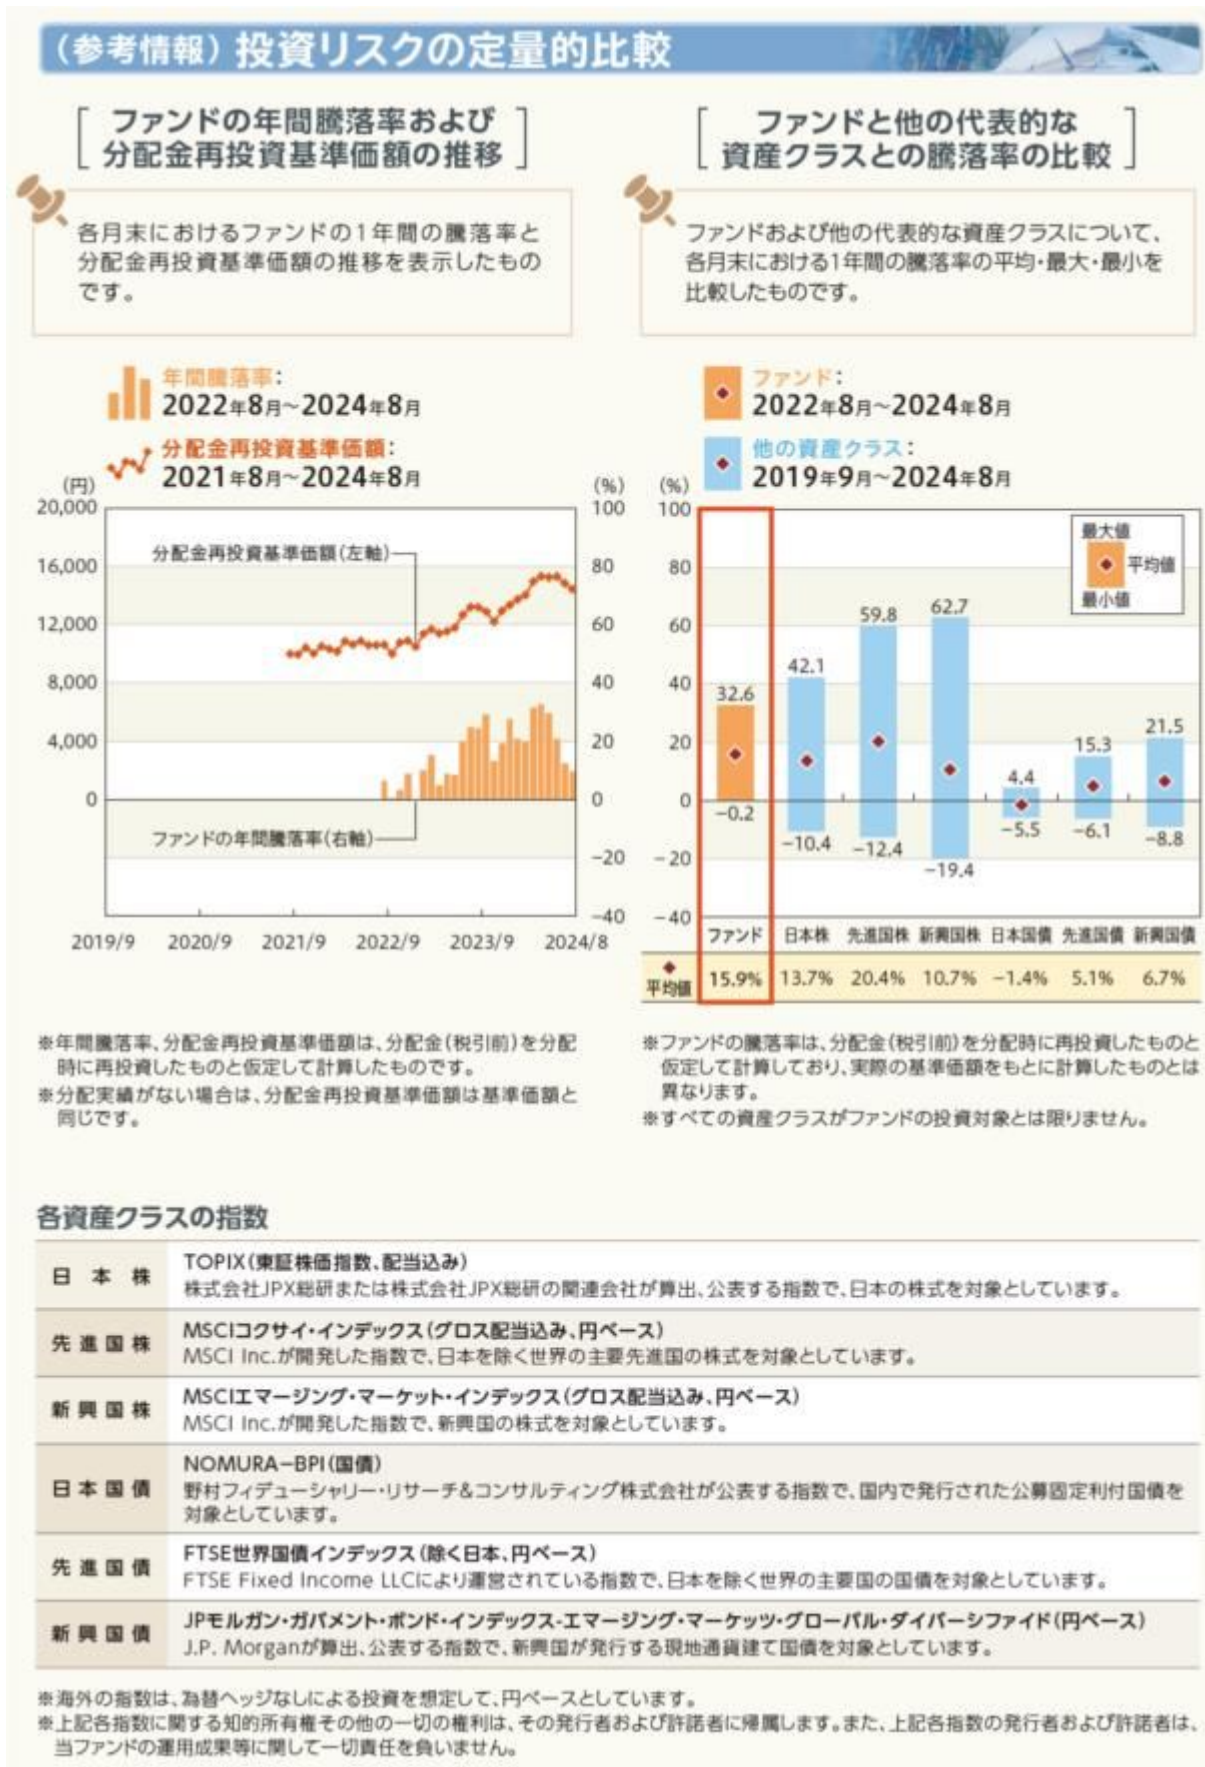 （参考情報）投資リスクの定量的比較
ファンドの年間騰落率および
分配金再投資基準価額の推移
各月末におけるファンドの1年間の騰落率と
分配金再投資基準価額の推移を表示したもの
です。
年間騰落率：
2022年8月～2024年8月
分配金再投資基準価額：
2021年8月～2024年8月
(円)
(%)
20,000
16,000
12,000
8,000
4,000
0
100
80
60
40
20
0
−20
−40
分配金再投資基準価額(左軸)
ファンドの年間騰落率(右軸)
2019/9 2020/9 2021/9 2022/9 2023/9 2024/8
※年間騰落率、分配金再投資基準価額は、分配金(税引前)を分配
時に再投資したものと仮定して計算したものです。
※分配実績がない場合は、分配金再投資基準価額は基準価額と
同じです。
ファンドと他の代表的な
資産クラスとの騰落率の比較
ファンドおよび他の代表的な資産クラスについて、
各月末における1年間の騰落率の平均・最大・最小を
比較したものです。
ファンド：
2022年8月～2024年8月
他の資産クラス：
2019年9月～2024年8月
(%)
100
80
60
40
20
0
−20
−40
最大値
平均値
最小値
32.6 42.1 59.8 62.7 4.4 15.3 21.5
−0.2 −10.4 −12.4 −19.4 −5.5 −6.1 −8.8
ファンド 日本株 先進国株 新興国株 日本国債 先進国債 新興国債
平均値 15.9% 13.7% 20.4% 10.7% −1.4% 5.1% 6.7%
※ファンドの騰落率は、分配金(税引前)を分配時に再投資したものと
仮定して計算しており、実際の基準価額をもとに計算したものとは
異なります。
※すべての資産クラスがファンドの投資対象とは限りません。
各資産クラスの指数
日本株
TOPIX(東証株価指数、配当込み)
株式会社JPX総研または株式会社JPX総研の関連会社が算出、公表する指数で、日本の株式を対象としています。
先進国株
MSCIコクサイ・インデックス(グロス配当込み、円ベース)
MSCI Inc.が開発した指数で、日本を除く世界の主要先進国の株式を対象としています。
新興国株
MSCIエマージング・マーケット・インデックス(グロス配当込み、円ベース)
MSCI Inc.が開発した指数で、新興国の株式を対象としています。
日本国債
NOMURA−BPI(国債)
野村フィデューシャリー・リサーチ&コンサルティング株式会社が公表する指数で、国内で発行された公募固定利付国債を
対象としています。
先進国債
FTSE世界国債インデックス(除く日本、円ベース)
FTSE Fixed Income LLCにより運営されている指数で、日本を除く世界の主要国の国債を対象としています。
新興国債
JPモルガン・ガバメント・ボンド・インデックス-エマージング・マーケッツ・グローバル・ダイバーシファイド(円ベース)
J.P. Morganが算出、公表する指数で、新興国が発行する現地通貨建て国債を対象としています。
※海外の指数は、為替ヘッジなしによる投資を想定して、円ベースとしています。
※上記各指数に関する知的所有権その他の一切の権利は、その発行者および許諾者に帰属します。また、上記各指数の発行者および許諾者は、
当ファンドの運用成果等に関して一切責任を負いません。